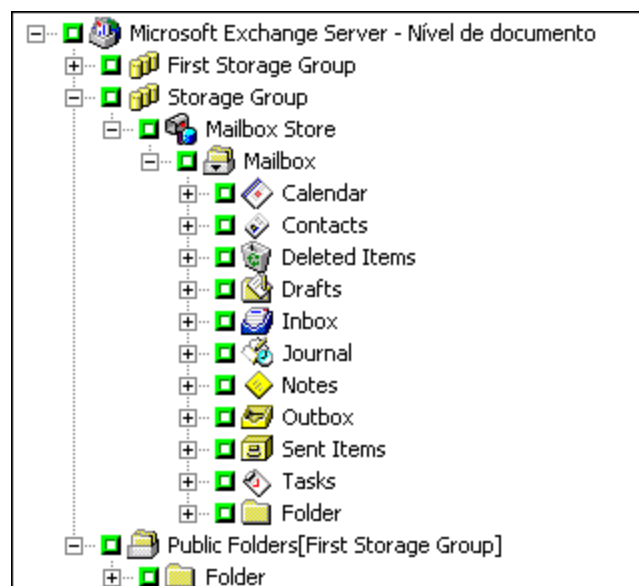 Microsoft Exchange Server - Nível de documento
First Storage Group
Storage Group
Mailbox Store
Mailbox
Calendar
Contacts
Deleted Items
Drafts
Inbox
Journal
Notes
Outbox
Sent Items
Tasks
Folder
Public Folders[First Storage Group]
Folder